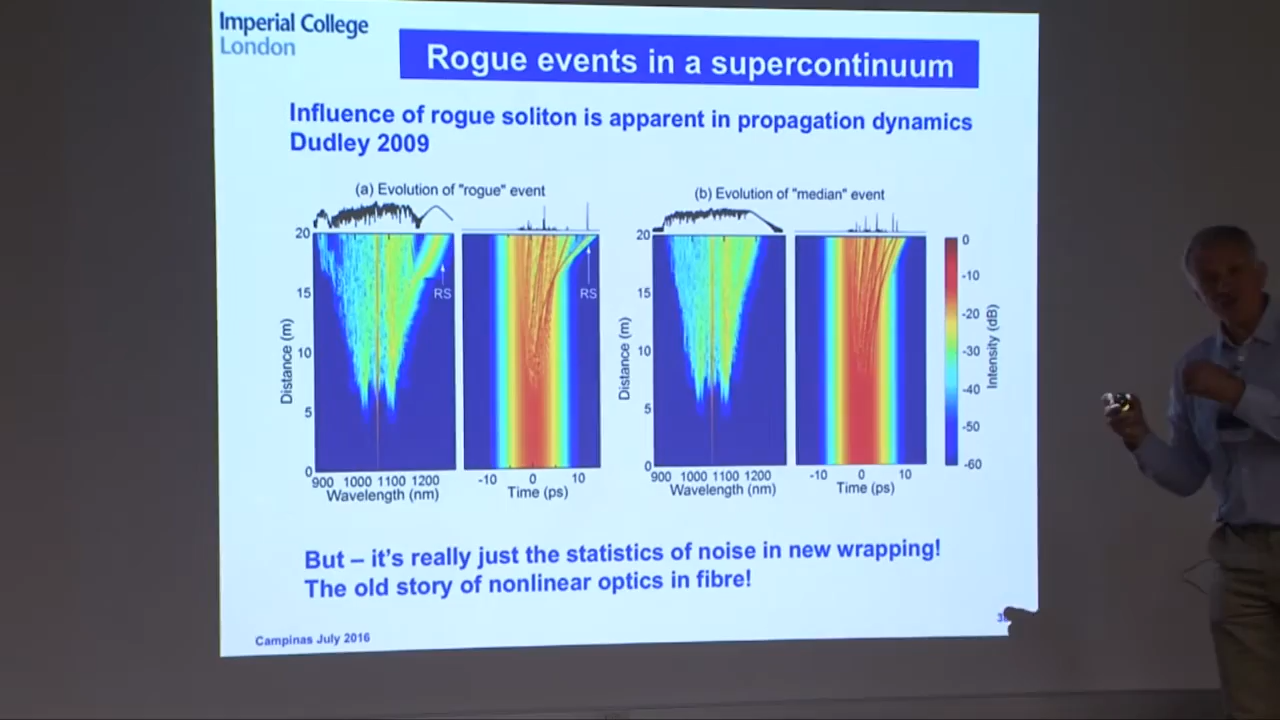 Imperial College
London
Rogue events in a supercontinuum
Influence of rogue soliton is apparent in propagation dynamics
Dudley 2009
(a) Evolution of "rogue" event
(b) Evolution of "median" event
20
15
10
5
0
Distance (m)
RS
900 1000 1100 1200
Wavelength (nm)
RS
-10 0 10
Time (ps)
20
15
10
5
0
Distance (m)
900 1000 1100 1200
Wavelength (nm)
-10 0 10
Time (ps)
0
-10
-20
-30
-40
-50
-60
Intensity (dB)
But – it's really just the statistics of noise in new wrapping!
The old story of nonlinear optics in fibre!
Campinas July 2016